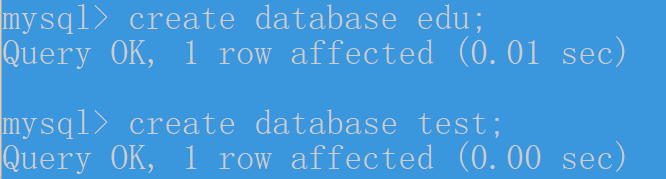 mysql> create database edu;
Query OK, 1 row affected (0.01 sec)
mysql> create database test;
Query OK, 1 row affected (0.00 sec)